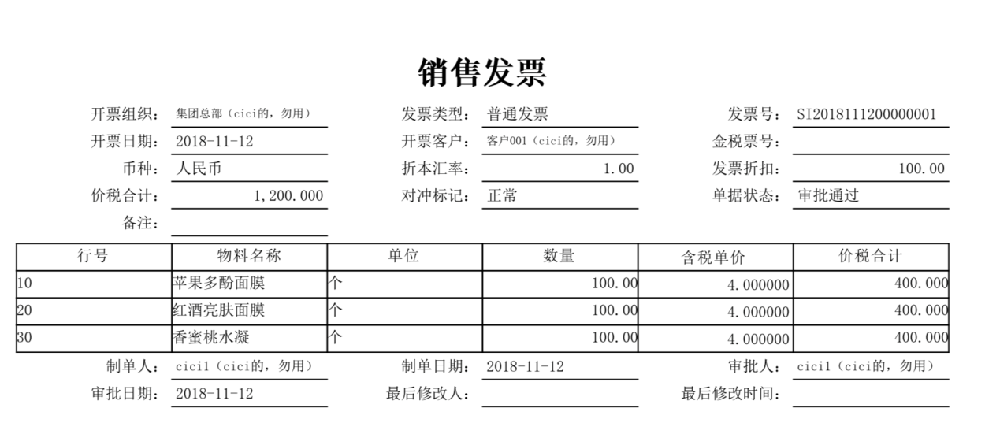 销售发票
开票组织： 集团总部（cici的，勿用） 发票类型： 普通发票 发票号： SI2018111200000001
开票日期： 2018-11-12 开票客户： 客户001（cici的，勿用） 金税票号：
币种： 人民币 折本汇率： 1.00 发票折扣： 100.00
价税合计： 1,200.000 对冲标记： 正常 单据状态： 审批通过
备注：
行号 物料名称 单位 数量 含税单价 价税合计
10 苹果多酚面膜 个 100.00 4.000000 400.000
20 红酒亮肤面膜 个 100.00 4.000000 400.000
30 香蜜桃水凝 个 100.00 4.000000 400.000
制单人： cici1（cici的，勿用） 制单日期： 2018-11-12 审批人： cici1（cici的，勿用）
审批日期： 2018-11-12 最后修改人： 最后修改时间：